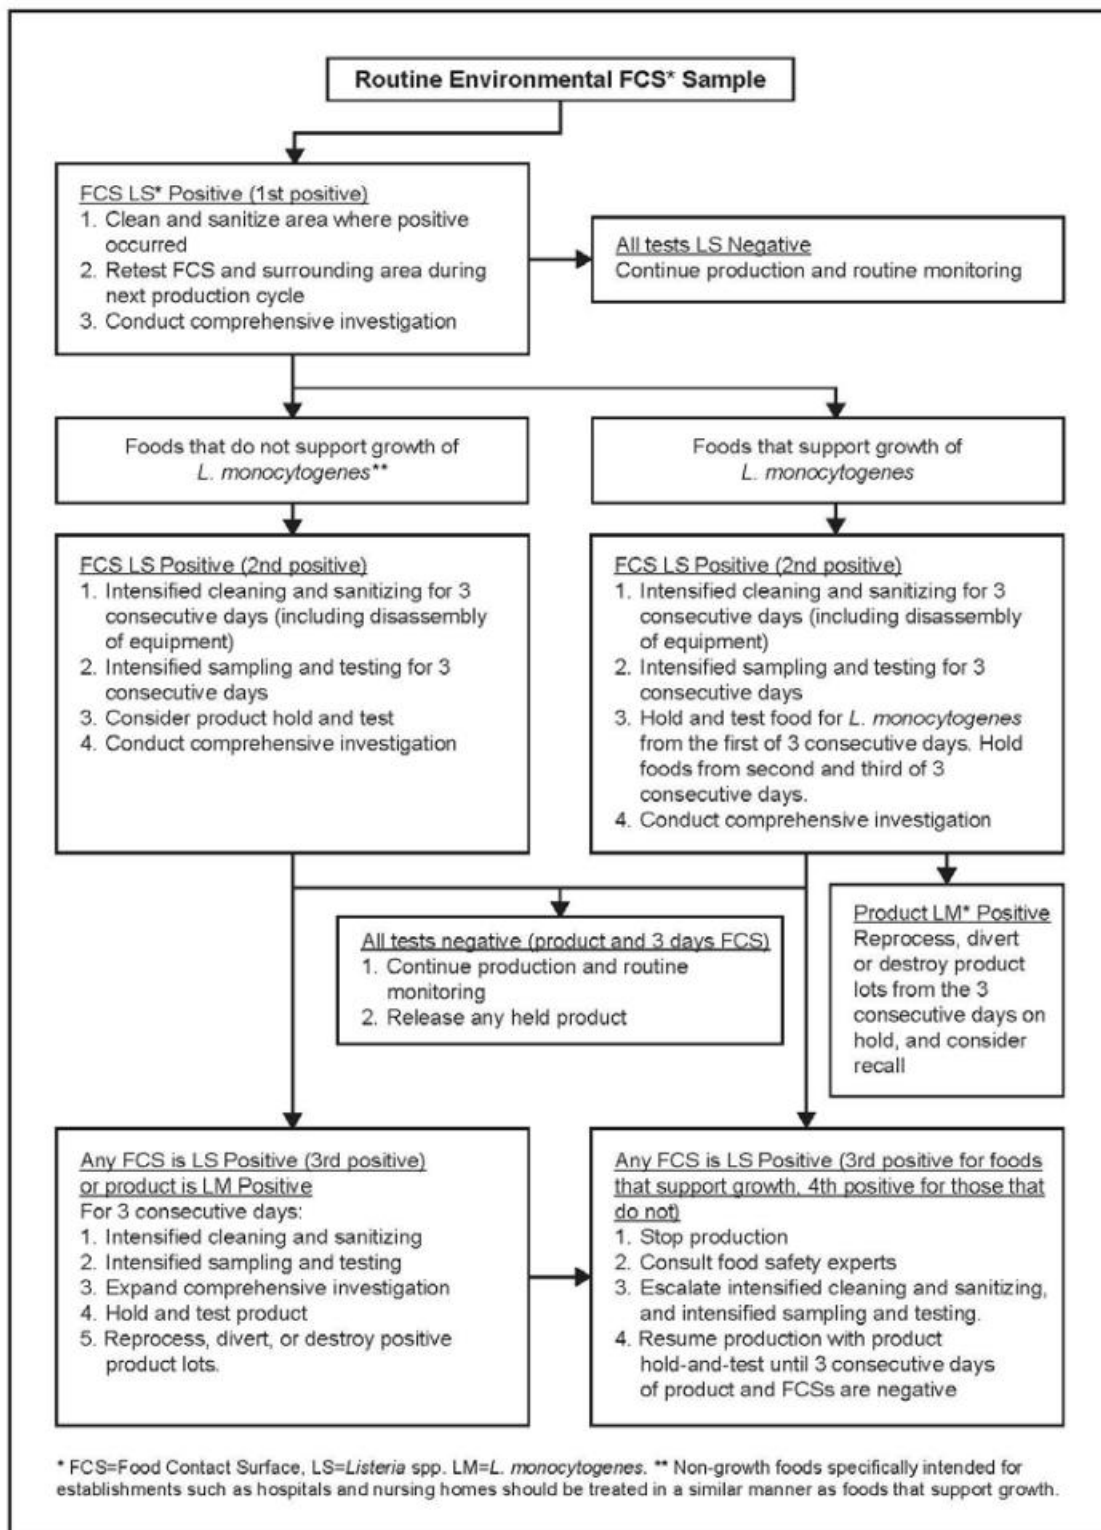 Routine Environmental FCS* Sample
FCS LS* Positive (1st positive)
1. Clean and sanitize area where positive
occurred
2. Retest FCS and surrounding area during
next production cycle
3. Conduct comprehensive investigation
All tests LS Negative
Continue production and routine monitoring
Foods that do not support growth of
L. monocytogenes**
Foods that support growth of
L. monocytogenes
FCS LS Positive (2nd positive)
1. Intensified cleaning and sanitizing for 3
consecutive days (including disassembly
of equipment)
2. Intensified sampling and testing for 3
consecutive days
3. Consider product hold and test
4. Conduct comprehensive investigation
FCS LS Positive (2nd positive)
1. Intensified cleaning and sanitizing for 3
consecutive days (including disassembly
of equipment)
2. Intensified sampling and testing for 3
consecutive days
3. Hold and test food for L. monocytogenes
from the first of 3 consecutive days. Hold
foods from second and third of 3
consecutive days.
4. Conduct comprehensive investigation
All tests negative (product and 3 days FCS)
1. Continue production and routine
monitoring
2. Release any held product
Product LM* Positive
Reprocess, divert
or destroy product
lots from the 3
consecutive days on
hold, and consider
recall
Any FCS is LS Positive (3rd positive)
or product is LM Positive
For 3 consecutive days:
1. Intensified cleaning and sanitizing
2. Intensified sampling and testing
3. Expand comprehensive investigation
4. Hold and test product
5. Reprocess, divert, or destroy positive
product lots.
Any FCS is LS Positive (3rd positive for foods
that support growth, 4th positive for those that
do not)
1. Stop production
2. Consult food safety experts
3. Escalate intensified cleaning and sanitizing,
and intensified sampling and testing.
4. Resume production with product
hold-and-test until 3 consecutive days
of product and FCSs are negative
* FCS=Food Contact Surface, LS=Listeria spp. LM=L. monocytogenes. ** Non-growth foods specifically intended for
establishments such as hospitals and nursing homes should be treated in a similar manner as foods that support growth.